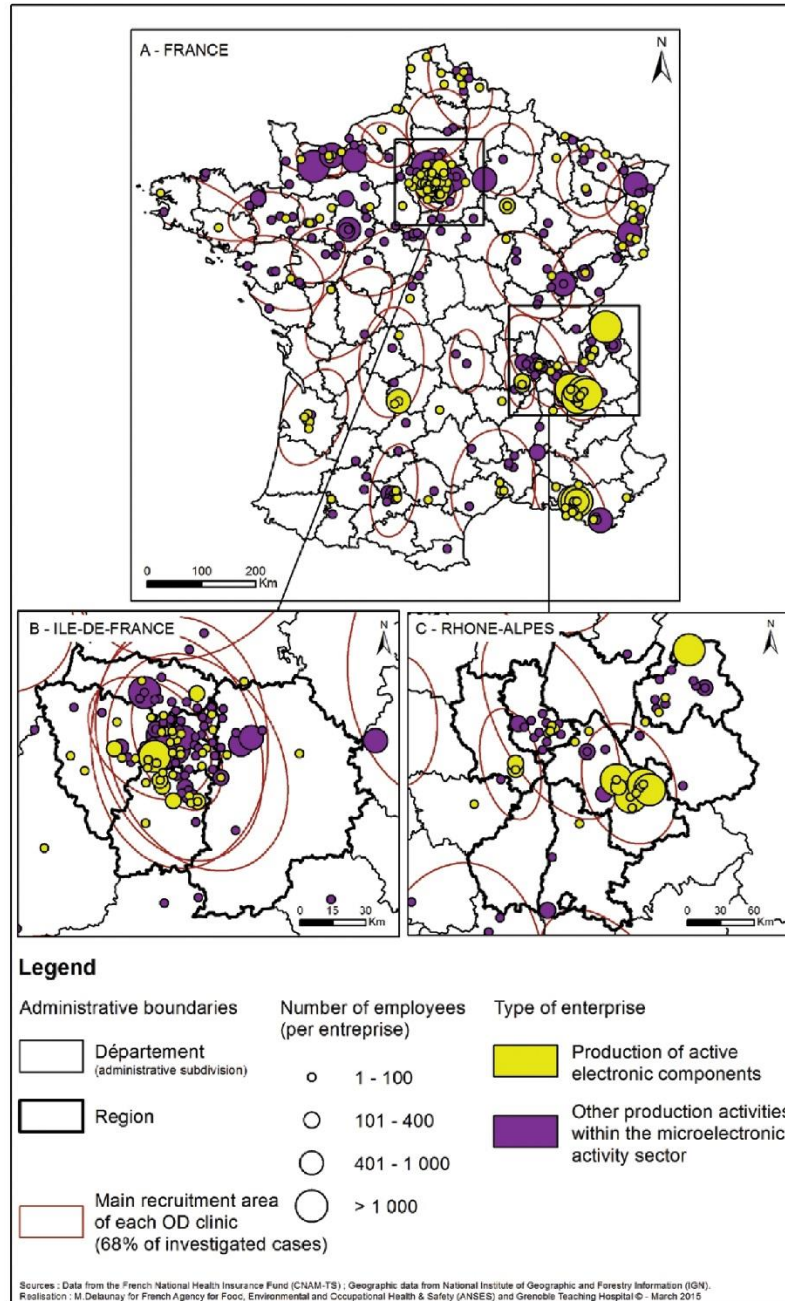 A - FRANCE
N
0 100 200
Km
B - ILE-DE-FRANCE
N
0 15 30
Km
C - RHONE-ALPES
N
0 30 60
Km
Legend
Administrative boundaries
Département
(administrative subdivision)
Region
Main recruitment area
of each OD clinic
(68% of investigated cases)
Number of employees
(per entreprise)
1 - 100
101 - 400
401 - 1 000
> 1 000
Type of enterprise
Production of active
electronic components
Other production activities
within the microelectronic
activity sector
Sources : Data from the French National Health Insurance Fund (CNAM-TS) ; Geographic data from National Institute of Geographic and Forestry Information (IGN).
Realisation : M.Delaunay for French Agency for Food, Environmental and Occupational Health & Safety (ANSES) and Grenoble Teaching Hospital © - March 2015